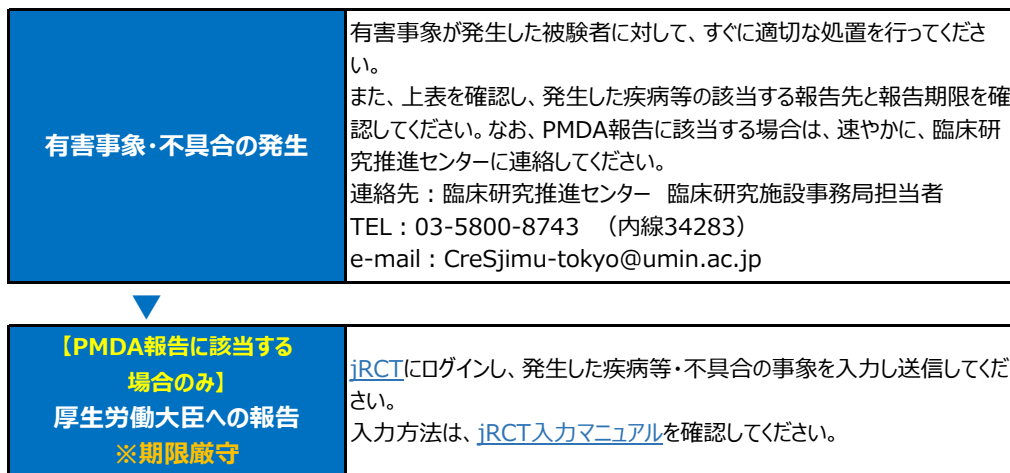 有害事象・不具合の発生
有害事象が発生した被験者に対して、すぐに適切な処置を行ってくださ
い。
また、上表を確認し、発生した疾病等の該当する報告先と報告期限を確
認してください。なお、PMDA報告に該当する場合は、速やかに、臨床研
究推進センターに連絡してください。
連絡先：臨床研究推進センター　臨床研究施設事務局担当者
TEL：03-5800-8743　（内線34283）
e-mail：CreSjimu-tokyo@umin.ac.jp
【PMDA報告に該当する
場合のみ】
厚生労働大臣への報告
※期限厳守
jRCTにログインし、発生した疾病等・不具合の事象を入力し送信してくだ
さい。
入力方法は、jRCT入力マニュアルを確認してください。